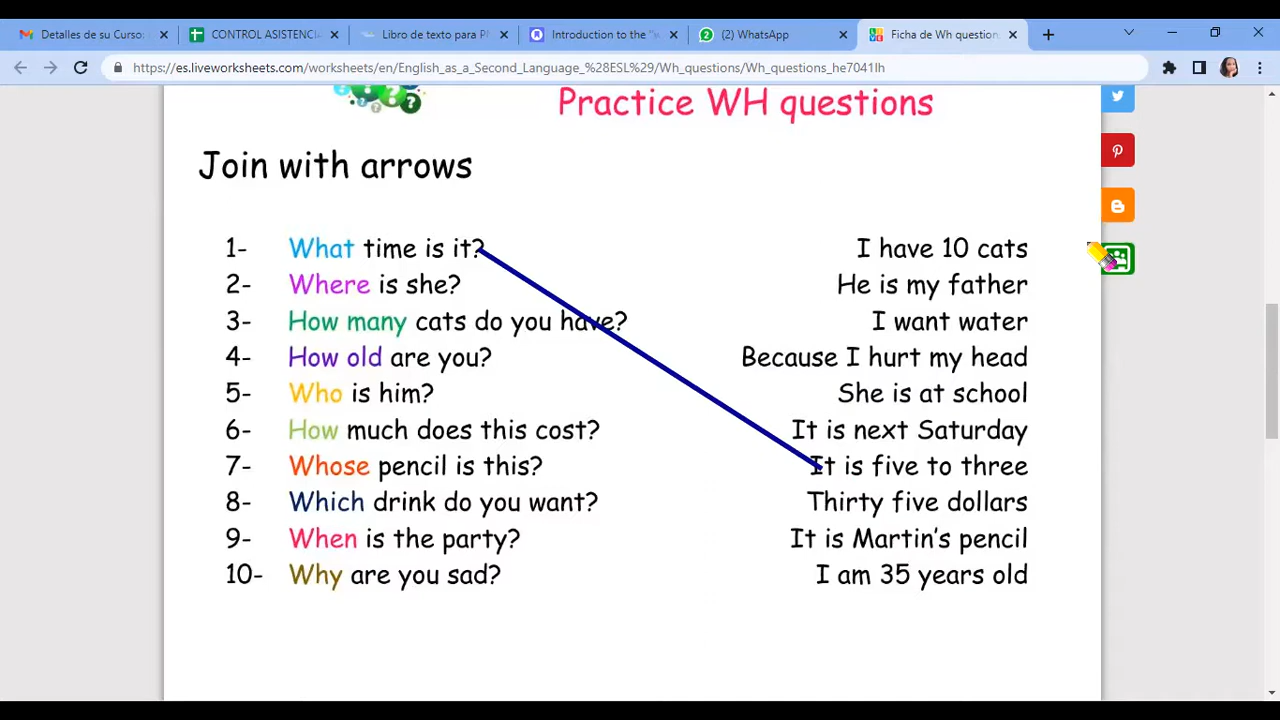 Detalles de su Curso:
CONTROL ASISTENCI
Libro de texto para P
Introduction to the "w
(2) WhatsApp
Ficha de Wh question
https://es.liveworksheets.com/worksheets/en/English_as_a_Second_Language_%28ESL%29/Wh_questions/Wh_questions_he7041lh
Practice WH questions
Join with arrows
1- What time is it? I have 10 cats
2- Where is she? He is my father
3- How many cats do you have? I want water
4- How old are you? Because I hurt my head
5- Who is him? She is at school
6- How much does this cost? It is next Saturday
7- Whose pencil is this? It is five to three
8- Which drink do you want? Thirty five dollars
9- When is the party? It is Martin's pencil
10- Why are you sad? I am 35 years old